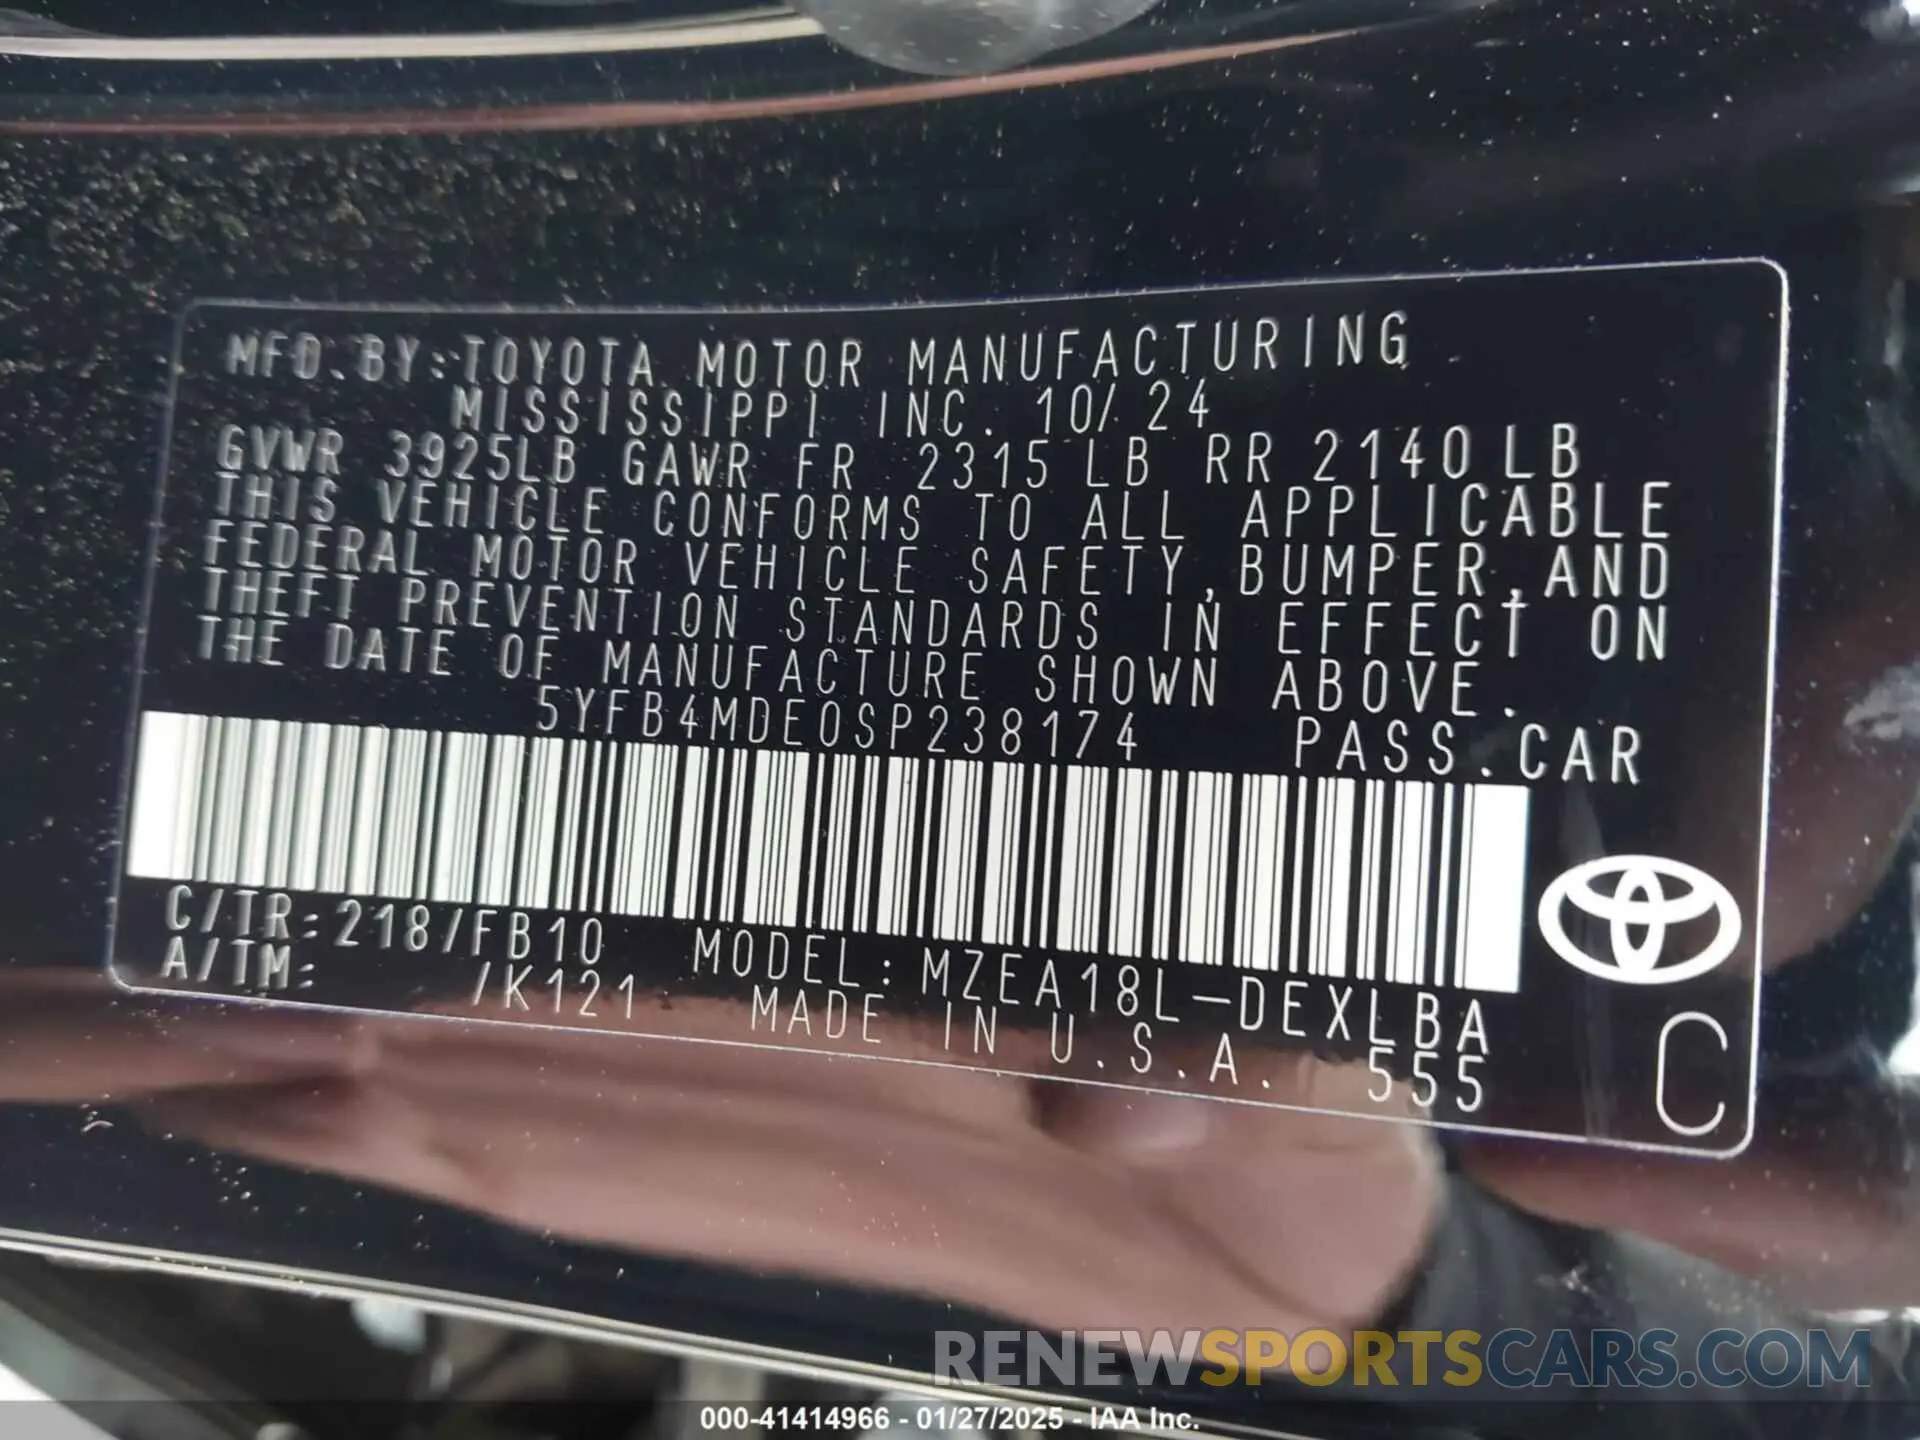 MFD.BY:TOYOTA MOTOR MANUFACTURING
MISSISSIPPI INC. 10/24
GVWR 3925LB GAWR FR 2315LB RR 2140LB
THIS VEHICLE CONFORMS TO ALL APPLICABLE
FEDERAL MOTOR VEHICLE SAFETY,BUMPER,AND
THEFT PREVENTION STANDARDS IN EFFECT ON
THE DATE OF MANUFACTURE SHOWN ABOVE.
5YFB4MDE0SP238174 PASS.CAR
C/TR:218/FB10 MODEL:MZEA18L-DEXLBA
A/TM: /K121 MADE IN U.S.A. 555
C
RENEWSPORTSCARS.COM
000-41414966 - 01/27/2025 - IAA Inc.